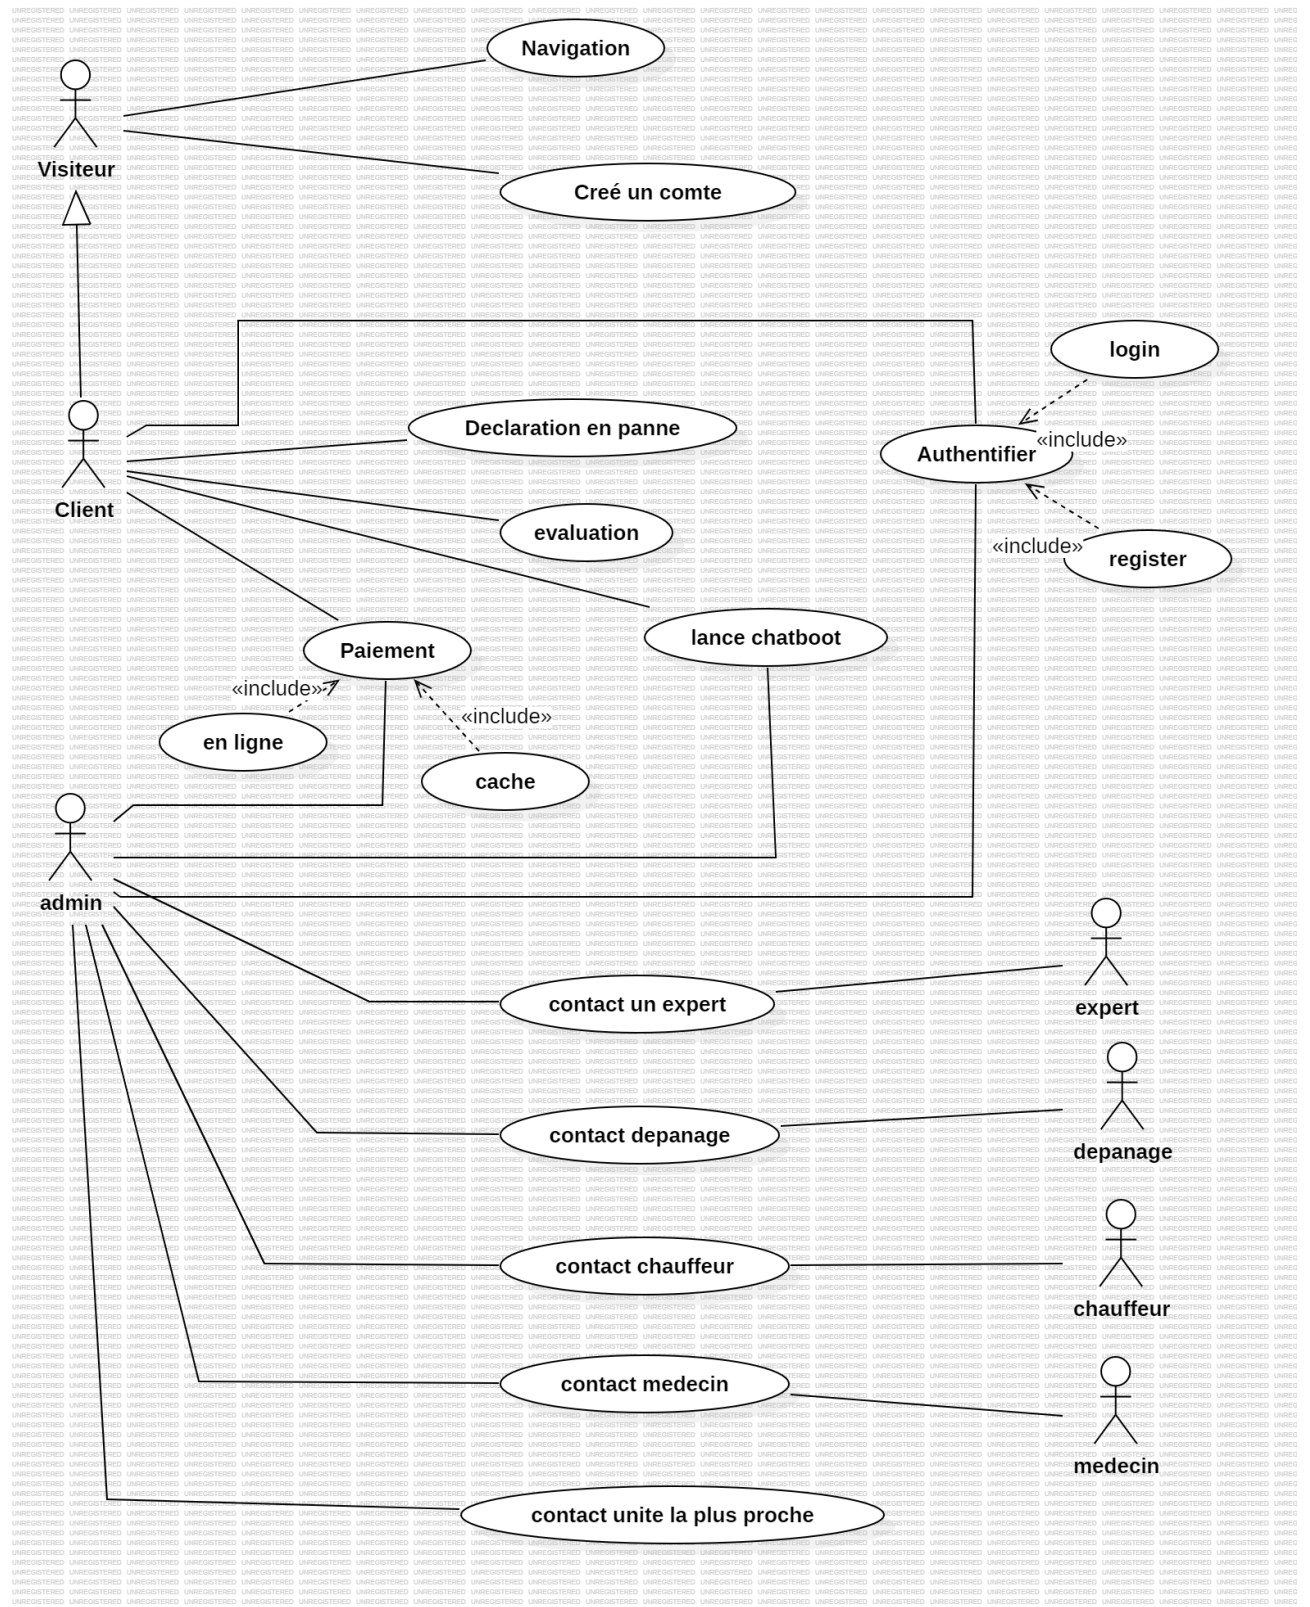 Navigation
Visiteur
Creé un comte
login
Declaration en panne
«include»
Authentifier
Client
evaluation
«include»
register
lance chatboot
Paiement
«include»
«include»
en ligne
cache
admin
contact un expert
expert
contact depanage
depanage
contact chauffeur
chauffeur
contact medecin
medecin
contact unite la plus proche
UNREGISTERED